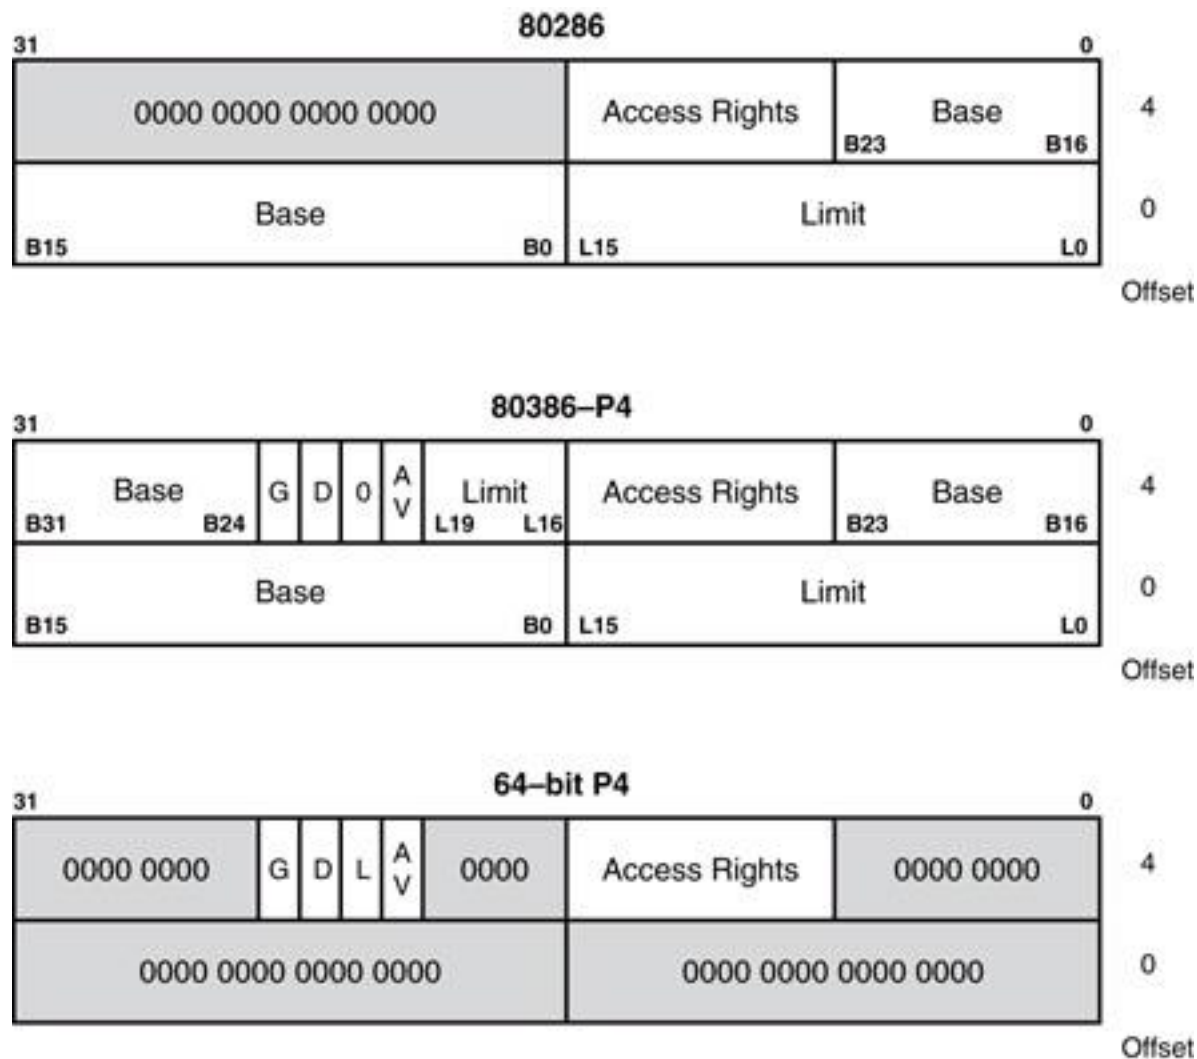 80286
31 0
0000 0000 0000 0000 Access Rights Base 4
B23 B16
Base Limit 0
B15 B0 L15 L0
Offset
80386–P4
31 0
Base G D 0 A V Limit Access Rights Base 4
B31 B24 L19 L16 B23 B16
Base Limit 0
B15 B0 L15 L0
Offset
64–bit P4
31 0
0000 0000 G D L A V 0000 Access Rights 0000 0000 4
0000 0000 0000 0000 0000 0000 0000 0000 0
Offset